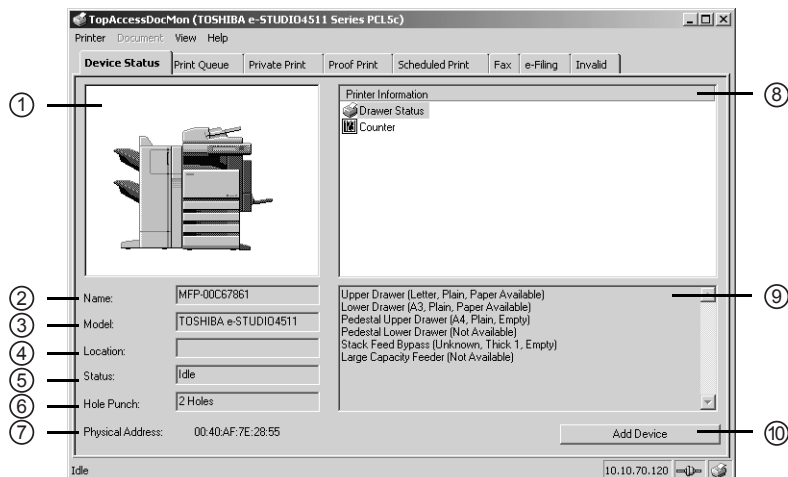 TopAccessDocMon (TOSHIBA e-STUDIO4511 Series PCL5c)
Printer Document View Help
Device Status Print Queue Private Print Proof Print Scheduled Print Fax e-Filing Invalid
1
Printer Information 8
Drawer Status
Counter
2 Name: MFP-00C67861
3 Model: TOSHIBA e-STUDIO4511
4 Location:
5 Status: Idle
6 Hole Punch: 2 Holes
7 Physical Address: 00:40:AF:7E:28:55
Upper Drawer (Letter, Plain, Paper Available) 9
Lower Drawer (A3, Plain, Paper Available)
Pedestal Upper Drawer (A4, Plain, Empty)
Pedestal Lower Drawer (Not Available)
Stack Feed Bypass (Unknown, Thick 1, Empty)
Large Capacity Feeder (Not Available)
Add Device 10
Idle 10.10.70.120